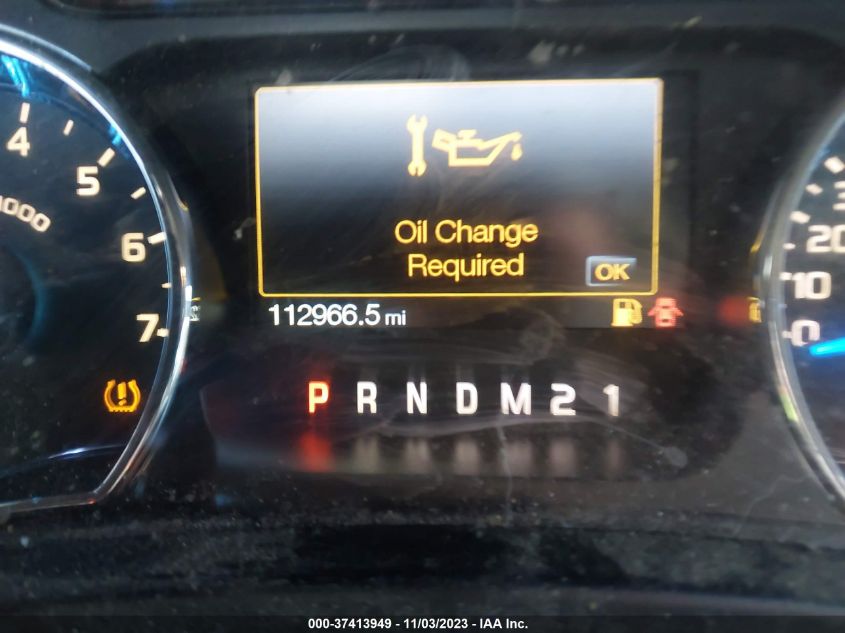 4
5
6
7
Oil Change
Required
OK
112966.5 mi
P R N D M 2 1
20
10
0
000-37413949 - 11/03/2023 - IAA Inc.